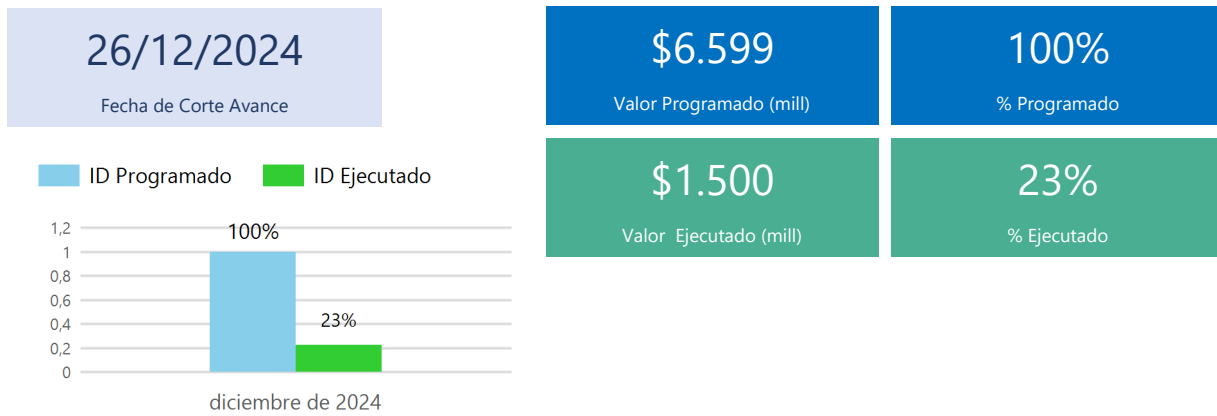 26/12/2024
Fecha de Corte Avance
$6.599
Valor Programado (mill)
100%
% Programado
$1.500
Valor  Ejecutado (mill)
23%
% Ejecutado
ID Programado
ID Ejecutado
1,2
1
0,8
0,6
0,4
0,2
0
100%
23%
diciembre de 2024